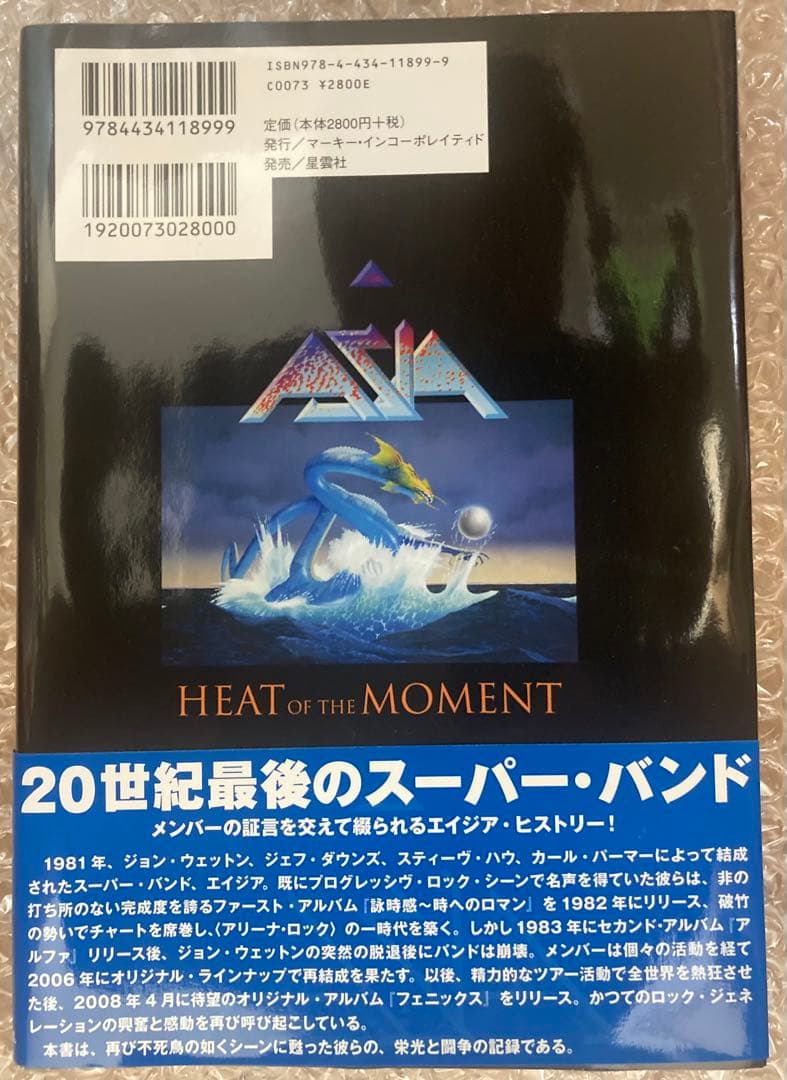 ISBN978-4-434-11899-9
C0073 ¥2800E
9784434118999
定価(本体2800円+税)
発行/マーキー・インコーポレイティド
発売/星雲社
1920073028000
ASIA
HEAT OF THE MOMENT
20世紀最後のスーパー・バンド
メンバーの証言を交えて綴られるエイジア・ヒストリー!
1981年、ジョン・ウェットン、ジェフ・ダウンズ、スティーヴ・ハウ、カール・パーマーによって結成
されたスーパー・バンド、エイジア。既にプログレッシヴ・ロック・シーンで名声を得ていた彼らは、非の
打ち所のない完成度を誇るファースト・アルバム『詠時感〜時へのロマン』を1982年にリリース、破竹
の勢いでチャートを席巻し、〈アリーナ・ロック〉の一時代を築く。しかし1983年にセカンド・アルバム『ア
ルファ』リリース後、ジョン・ウェットンの突然の脱退後にバンドは崩壊。メンバーは個々の活動を経て
2006年にオリジナル・ラインナップで再結成を果たす。以後、精力的なツアー活動で全世界を熱狂させ
た後、2008年4月に待望のオリジナル・アルバム『フェニックス』をリリース。かつてのロック・ジェネ
レーションの興奮と感動を再び呼び起こしている。
本書は、再び不死鳥の如くシーンに甦った彼らの、栄光と闘争の記録である。